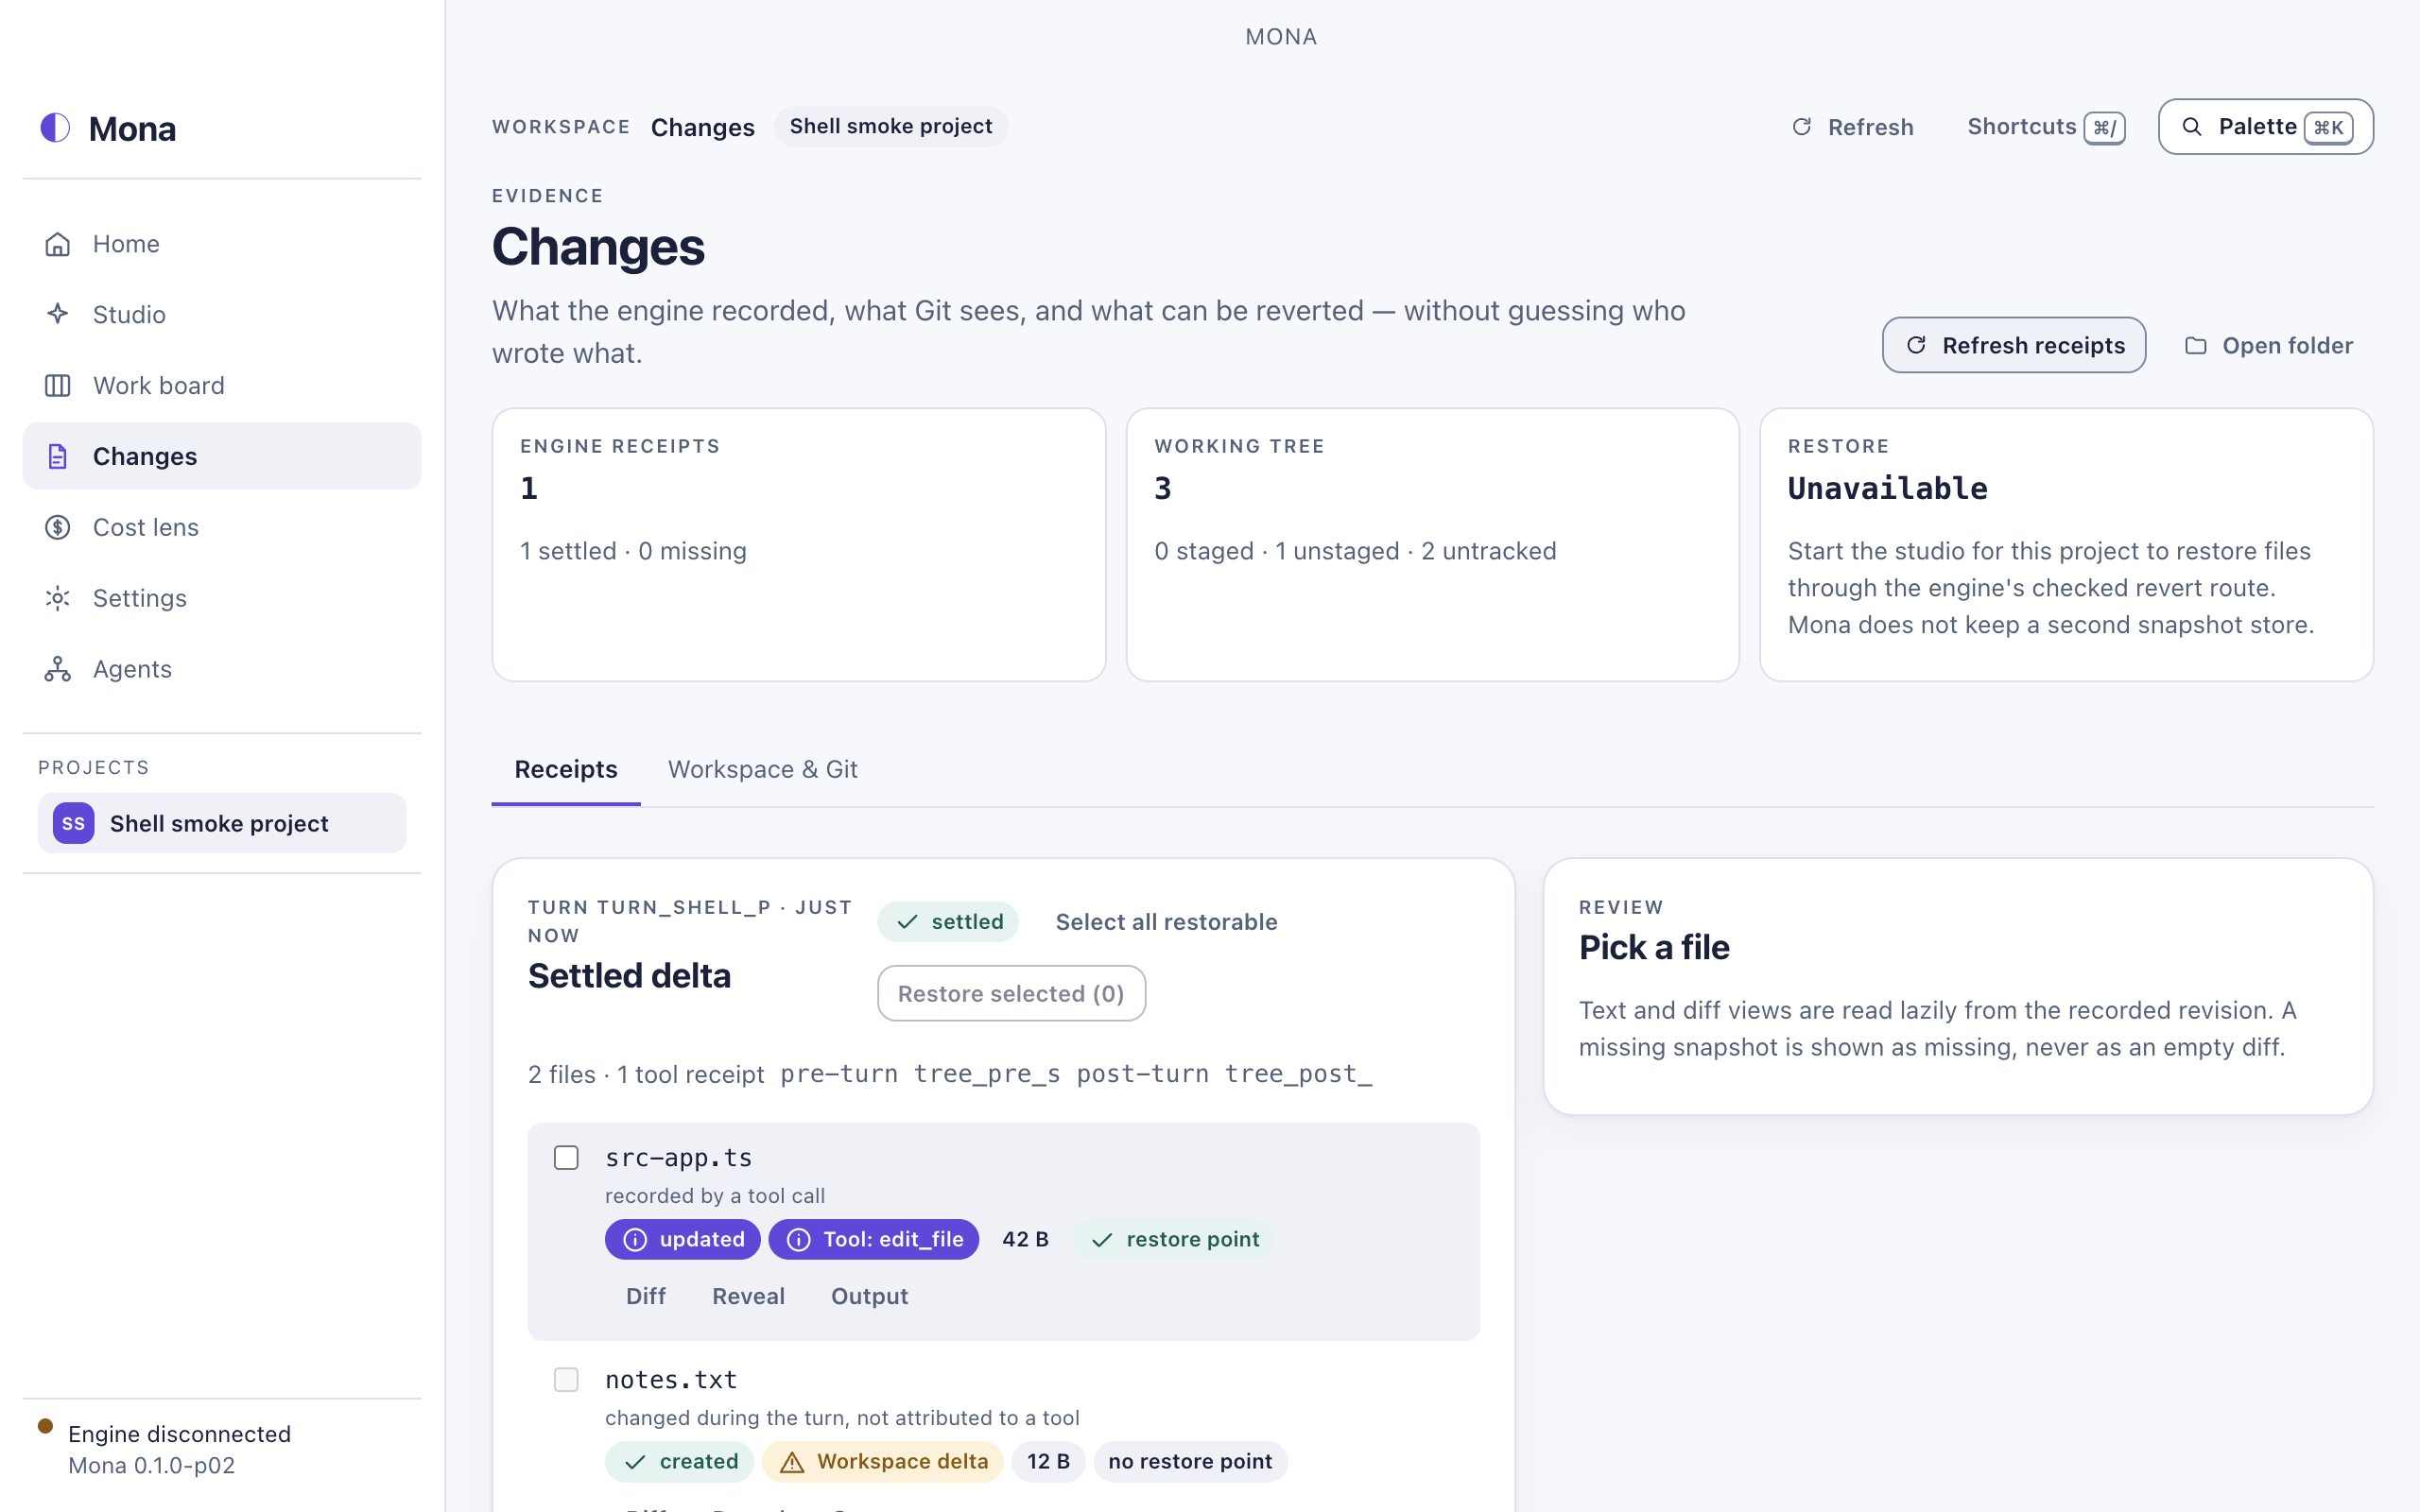 MONA
Mona
Home
Studio
Work board
Changes
Cost lens
Settings
Agents
PROJECTS
SS Shell smoke project
Engine disconnected
Mona 0.1.0-p02
WORKSPACE Changes Shell smoke project
Refresh Shortcuts ⌘/ Palette ⌘K
EVIDENCE
Changes
What the engine recorded, what Git sees, and what can be reverted — without guessing who
wrote what.
Refresh receipts Open folder
ENGINE RECEIPTS
1
1 settled · 0 missing
WORKING TREE
3
0 staged · 1 unstaged · 2 untracked
RESTORE
Unavailable
Start the studio for this project to restore files
through the engine's checked revert route.
Mona does not keep a second snapshot store.
Receipts Workspace & Git
TURN TURN_SHELL_P · JUST
NOW
Settled delta
settled Select all restorable
Restore selected (0)
2 files · 1 tool receipt pre-turn tree_pre_s post-turn tree_post_
src-app.ts
recorded by a tool call
updated Tool: edit_file 42 B restore point
Diff Reveal Output
notes.txt
changed during the turn, not attributed to a tool
created Workspace delta 12 B no restore point
REVIEW
Pick a file
Text and diff views are read lazily from the recorded revision. A
missing snapshot is shown as missing, never as an empty diff.